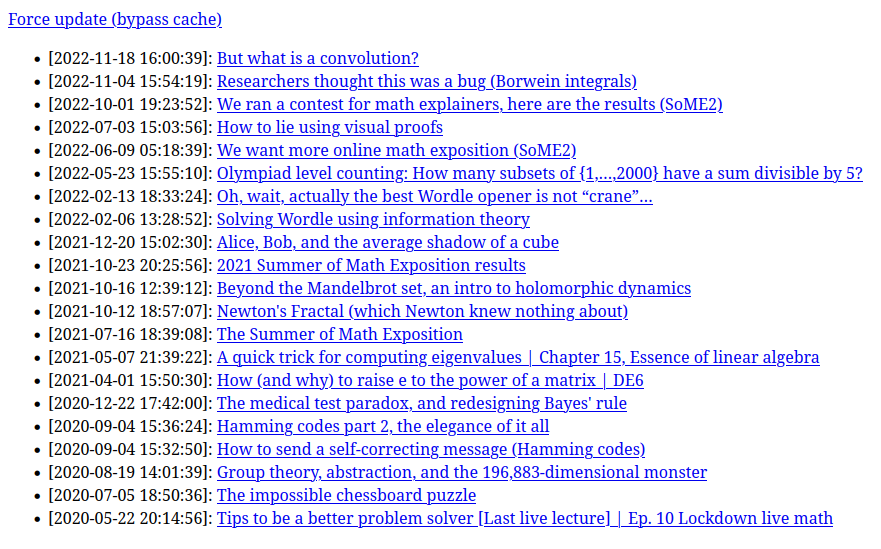 Force update (bypass cache)
• [2022-11-18 16:00:39]: But what is a convolution?
• [2022-11-04 15:54:19]: Researchers thought this was a bug (Borwein integrals)
• [2022-10-01 19:23:52]: We ran a contest for math explainers, here are the results (SoME2)
• [2022-07-03 15:03:56]: How to lie using visual proofs
• [2022-06-09 05:18:39]: We want more online math exposition (SoME2)
• [2022-05-23 15:55:10]: Olympiad level counting: How many subsets of {1,…,2000} have a sum divisible by 5?
• [2022-02-13 18:33:24]: Oh, wait, actually the best Wordle opener is not “crane”…
• [2022-02-06 13:28:52]: Solving Wordle using information theory
• [2021-12-20 15:02:30]: Alice, Bob, and the average shadow of a cube
• [2021-10-23 20:25:56]: 2021 Summer of Math Exposition results
• [2021-10-16 12:39:12]: Beyond the Mandelbrot set, an intro to holomorphic dynamics
• [2021-10-12 18:57:07]: Newton's Fractal (which Newton knew nothing about)
• [2021-07-16 18:39:08]: The Summer of Math Exposition
• [2021-05-07 21:39:22]: A quick trick for computing eigenvalues | Chapter 15, Essence of linear algebra
• [2021-04-01 15:50:30]: How (and why) to raise e to the power of a matrix | DE6
• [2020-12-22 17:42:00]: The medical test paradox, and redesigning Bayes' rule
• [2020-09-04 15:36:24]: Hamming codes part 2, the elegance of it all
• [2020-09-04 15:32:50]: How to send a self-correcting message (Hamming codes)
• [2020-08-19 14:01:39]: Group theory, abstraction, and the 196,883-dimensional monster
• [2020-07-05 18:50:36]: The impossible chessboard puzzle
• [2020-05-22 20:14:56]: Tips to be a better problem solver [Last live lecture] | Ep. 10 Lockdown live math